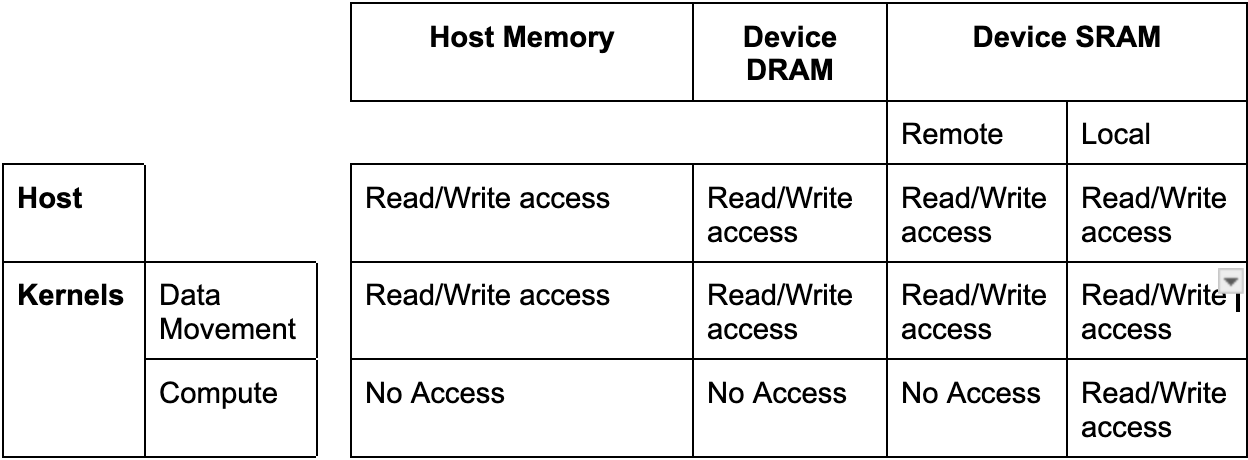 Host Memory
Device
DRAM
Device SRAM
Remote
Local
Host
Read/Write access
Read/Write
access
Read/Write
access
Read/Write
access
Kernels
Data
Movement
Read/Write access
Read/Write
access
Read/Write
access
Read/Write
access
Compute
No Access
No Access
No Access
Read/Write
access